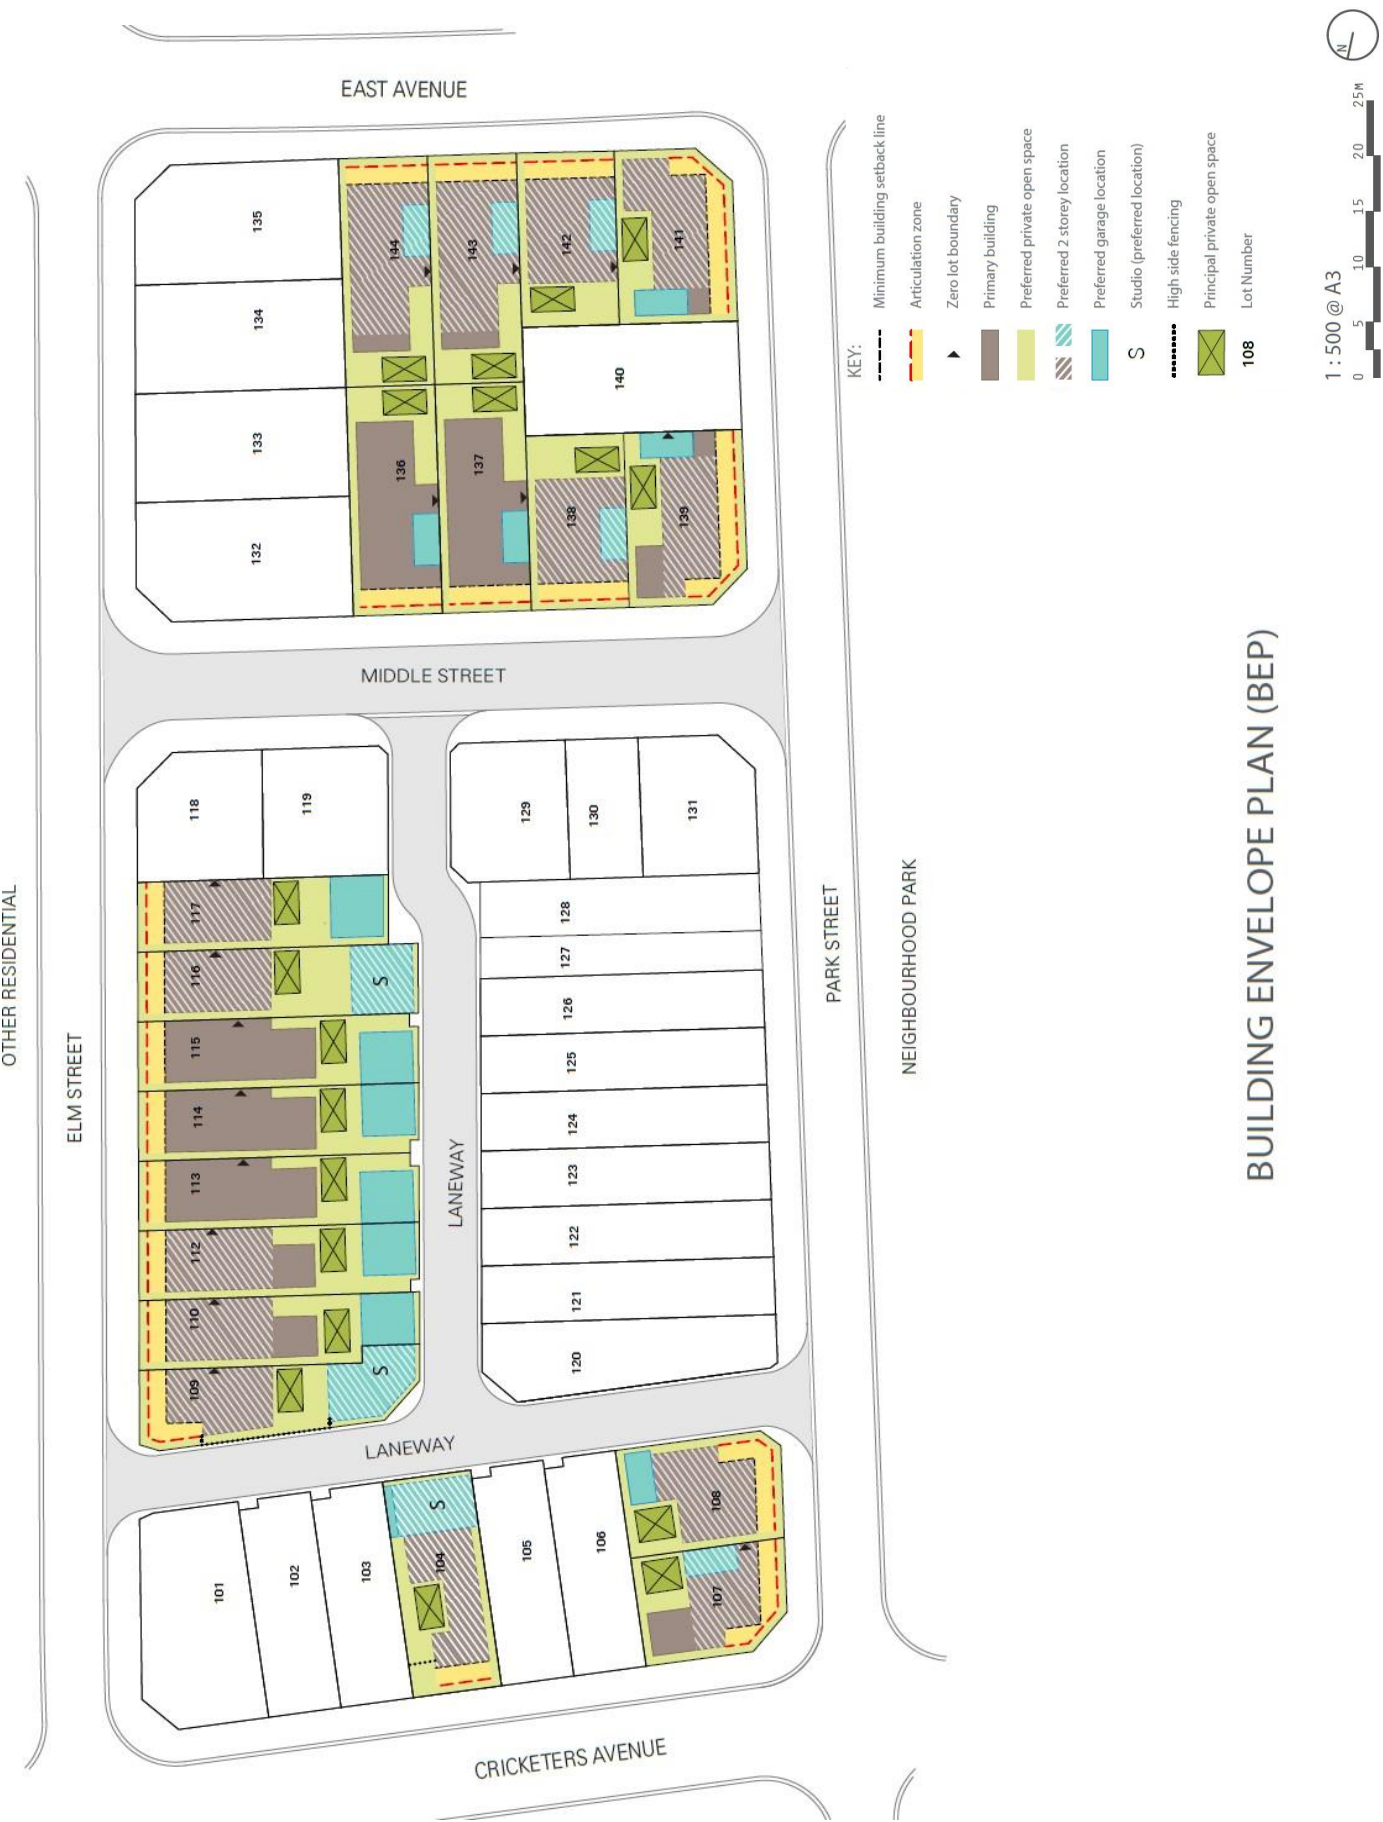 EAST AVENUE
135
134
133
132
144
143
142
141
140
136
137
138
139
MIDDLE STREET
118
119
129
130
131
117
116
S
115
114
113
112
110
109
S
128
127
126
125
124
123
122
121
120
LANEWAY
LANEWAY
101
102
103
104
S
105
106
108
107
CRICKETERS AVENUE
OTHER RESIDENTIAL
ELM STREET
PARK STREET
NEIGHBOURHOOD PARK
KEY:
Minimum building setback line
Articulation zone
Zero lot boundary
Primary building
Preferred private open space
Preferred 2 storey location
Preferred garage location
S Studio (preferred location)
High side fencing
Principal private open space
108 Lot Number
1 : 500 @ A3
0 5 10 15 20 25M
N
BUILDING ENVELOPE PLAN (BEP)